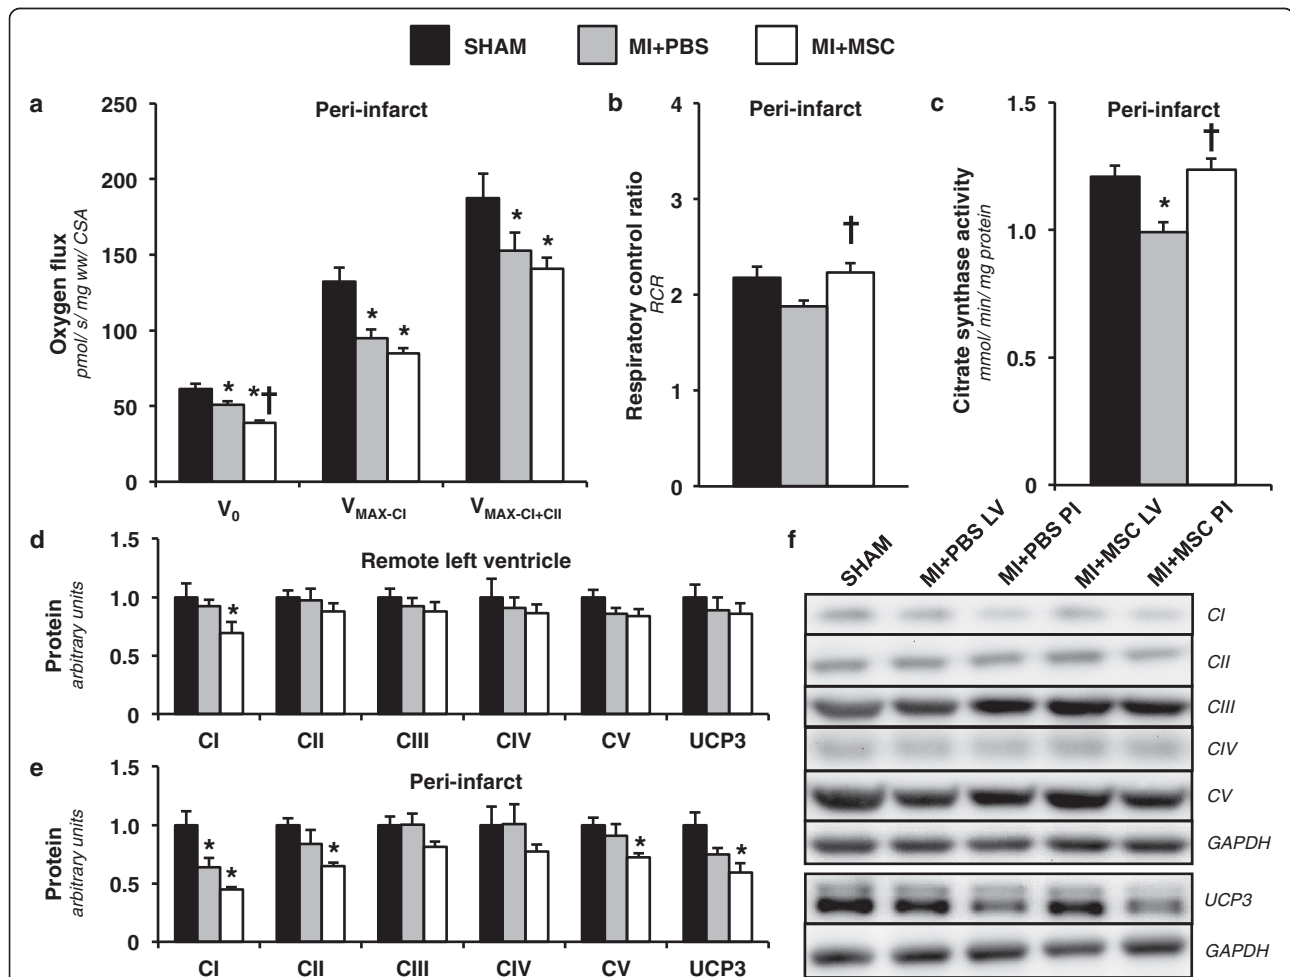 SHAM MI+PBS MI+MSC
a
Peri-infarct
Oxygen flux
pmol/ s/ mg ww/ CSA
250
200
150
100
50
0
* *† * * * *
V0 VMAX-CI VMAX-CI+CII
b
Peri-infarct
Respiratory control ratio
RCR
4
3
2
1
0
†
c
Peri-infarct
Citrate synthase activity
mmol/ min/ mg protein
1.5
1.0
0.5
0
* †
d
Remote left ventricle
Protein
arbitrary units
1.5
1.0
0.5
0
*
CI CII CIII CIV CV UCP3
e
Peri-infarct
Protein
arbitrary units
1.5
1.0
0.5
0
* * * * *
CI CII CIII CIV CV UCP3
f
SHAM
MI+PBS LV
MI+PBS PI
MI+MSC LV
MI+MSC PI
CI
CII
CIII
CIV
CV
GAPDH
UCP3
GAPDH